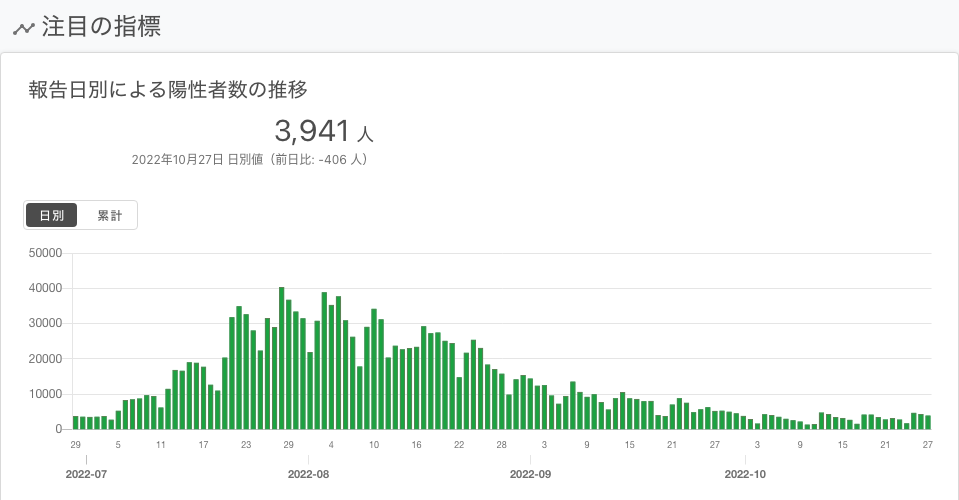 注目の指標
報告日別による陽性者数の推移
3,941 人
2022年10月27日 日別値（前日比: -406 人）
日別 累計
50000
40000
30000
20000
10000
0
29 5 11 17 23 29 4 10 16 22 28 3 9 15 21 27 3 9 15 21 27
2022-07 2022-08 2022-09 2022-10